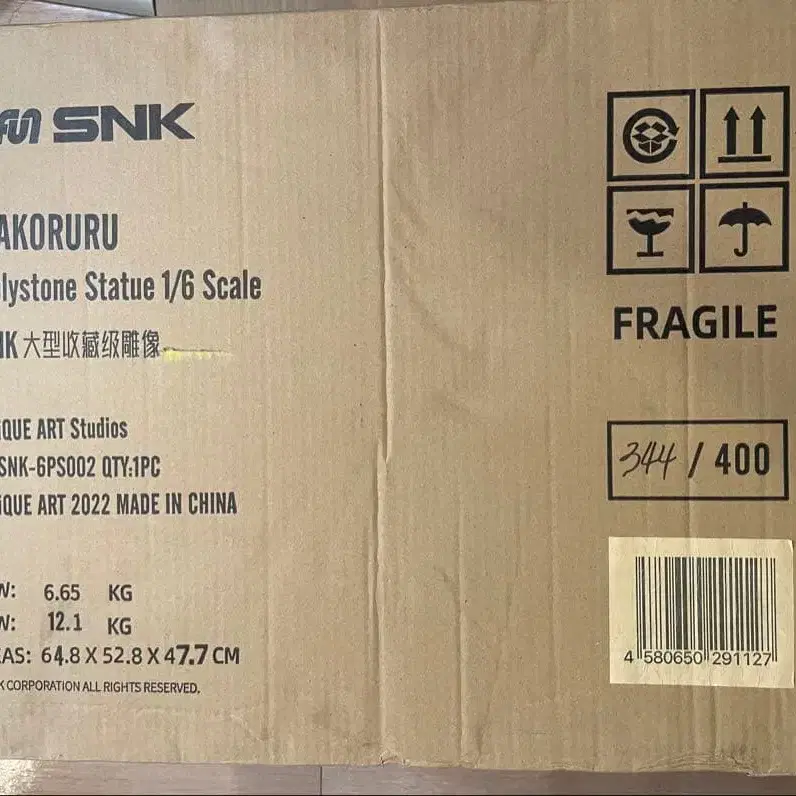 SNK
AKORURU
lystone Statue 1/6 Scale
IK 大型收藏级雕像
iQUE ART Studios
SNK-6PS002 QTY.1PC
iQUE ART 2022 MADE IN CHINA
W: 6.65 KG
W: 12.1 KG
EAS: 64.8 X 52.8 X 47.7 CM
K CORPORATION ALL RIGHTS RESERVED.
FRAGILE
344 / 400
4 580650 291127